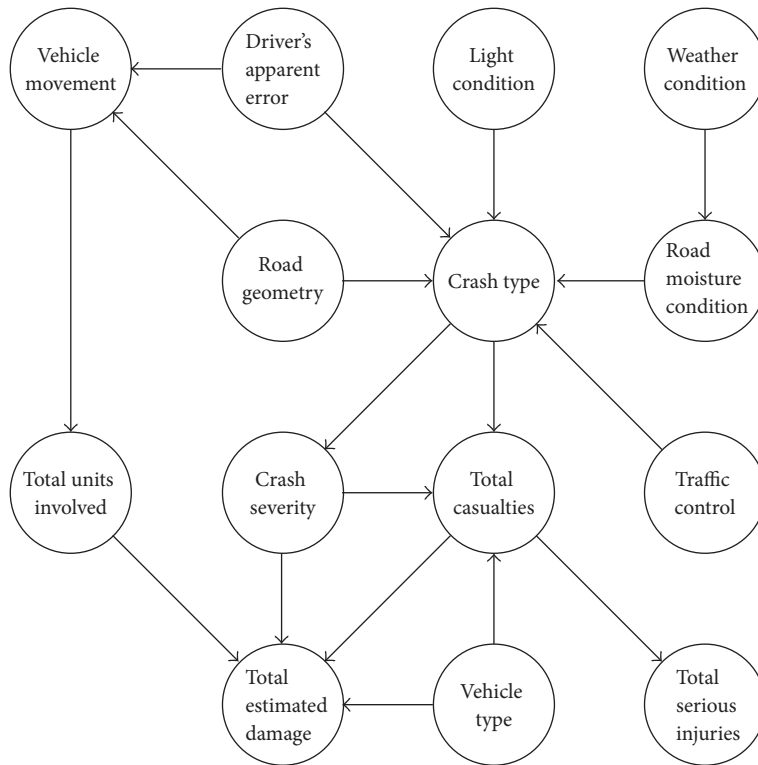 Vehicle
movement
Driver's
apparent
error
Light
condition
Weather
condition
Road
geometry
Crash type
Road
moisture
condition
Total units
involved
Crash
severity
Total
casualties
Traffic
control
Total
estimated
damage
Vehicle
type
Total
serious
injuries